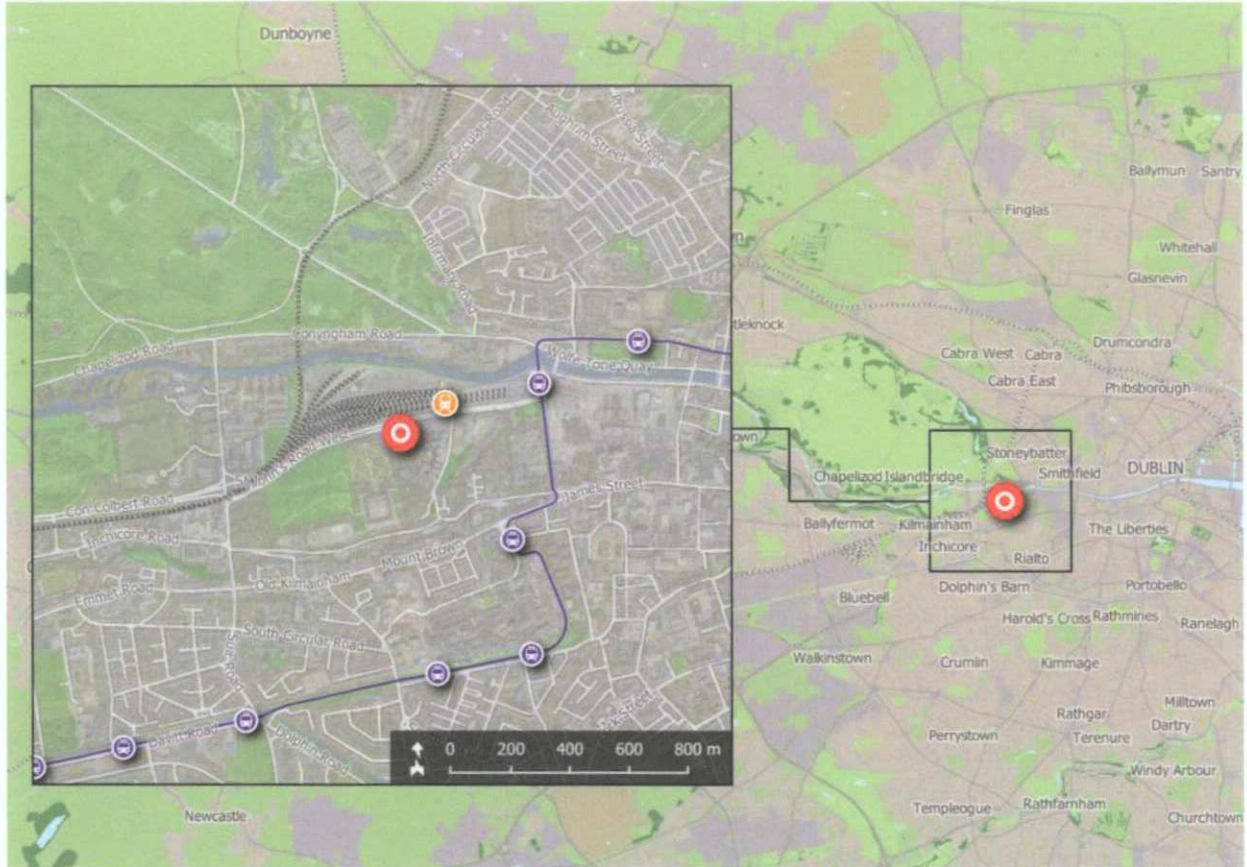 Dunboyne
North Circular Road
Aughrim Street
Infirmary Road
Conyngham Road
Chapelizod Road
Wolfe Tone Quay
St Johns Road West
Con Colbert Road
James Street
Inchicore Road
Mount Brown
Old Kilmainham
Emmet Road
South Circular Road
Davitt Road
Dolphin Road
0 200 400 600 800 m
Newcastle
Ballymun
Santry
Finglas
Whitehall
Glasnevin
stleknock
Drumcondra
Cabra West
Cabra
Cabra East
Phibsborough
own
Stoneybatter
Smithfield
DUBLIN
Chapelizod
Islandbridge
Ballyfermot
Kilmainham
The Liberties
Inchicore
Rialto
Dolphin's Barn
Portobello
Bluebell
Harold's Cross
Rathmines
Ranelagh
Walkinstown
Crumlin
Kimmage
Milltown
Rathgar
Dartry
Perrystown
Terenure
Windy Arbour
Templeogue
Rathfarnham
Churchtown